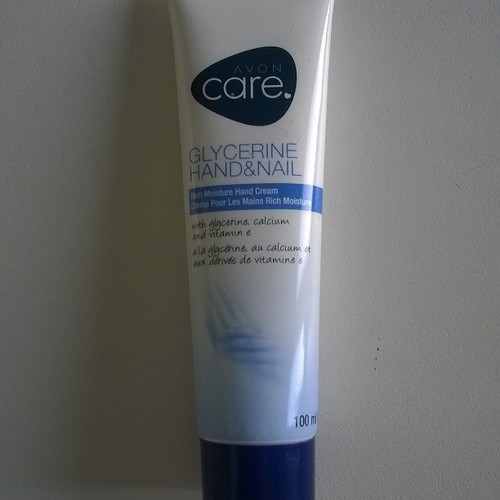 AVON
care.
GLYCERINE
HAND&NAIL
Rich Moisture Hand Cream
Crème Pour Les Mains Rich Moisture
with glycerine, calcium
and vitamin e
à la glycérine, au calcium et
aux dérivés de vitamine e
100 ml